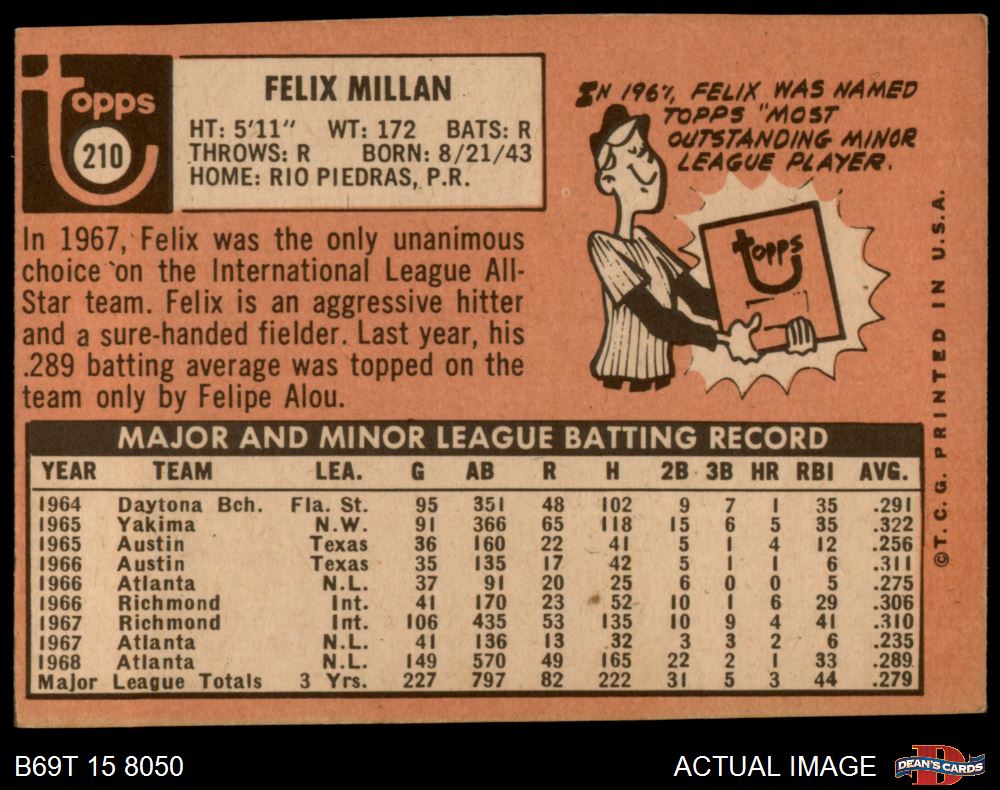 topps
210
FELIX MILLAN
HT: 5'11" WT: 172 BATS: R
THROWS: R BORN: 8/21/43
HOME: RIO PIEDRAS, P.R.
In 1967, Felix was the only unanimous
choice on the International League All-
Star team. Felix is an aggressive hitter
and a sure-handed fielder. Last year, his
.289 batting average was topped on the
team only by Felipe Alou.
IN 1967, FELIX WAS NAMED
TOPPS "MOST
OUTSTANDING MINOR
LEAGUE PLAYER.
topps
MAJOR AND MINOR LEAGUE BATTING RECORD
YEAR TEAM LEA. G AB R H 2B 3B HR RBI AVG.
1964 Daytona Bch. Fla. St. 95 351 48 102 9 7 1 35 .291
1965 Yakima N.W. 91 366 65 118 15 6 5 35 .322
1965 Austin Texas 36 160 22 41 5 1 4 12 .256
1966 Austin Texas 35 135 17 42 5 1 1 6 .311
1966 Atlanta N.L. 37 91 20 25 6 0 0 5 .275
1966 Richmond Int. 41 170 23 52 10 1 6 29 .306
1967 Richmond Int. 106 435 53 135 10 9 4 41 .310
1967 Atlanta N.L. 41 136 13 32 3 3 2 6 .235
1968 Atlanta N.L. 149 570 49 165 22 2 1 33 .289
Major League Totals 3 Yrs. 227 797 82 222 31 5 3 44 .279
©T.C.G. PRINTED IN U.S.A.
B69T 15 8050
ACTUAL IMAGE
DEAN'S CARDS